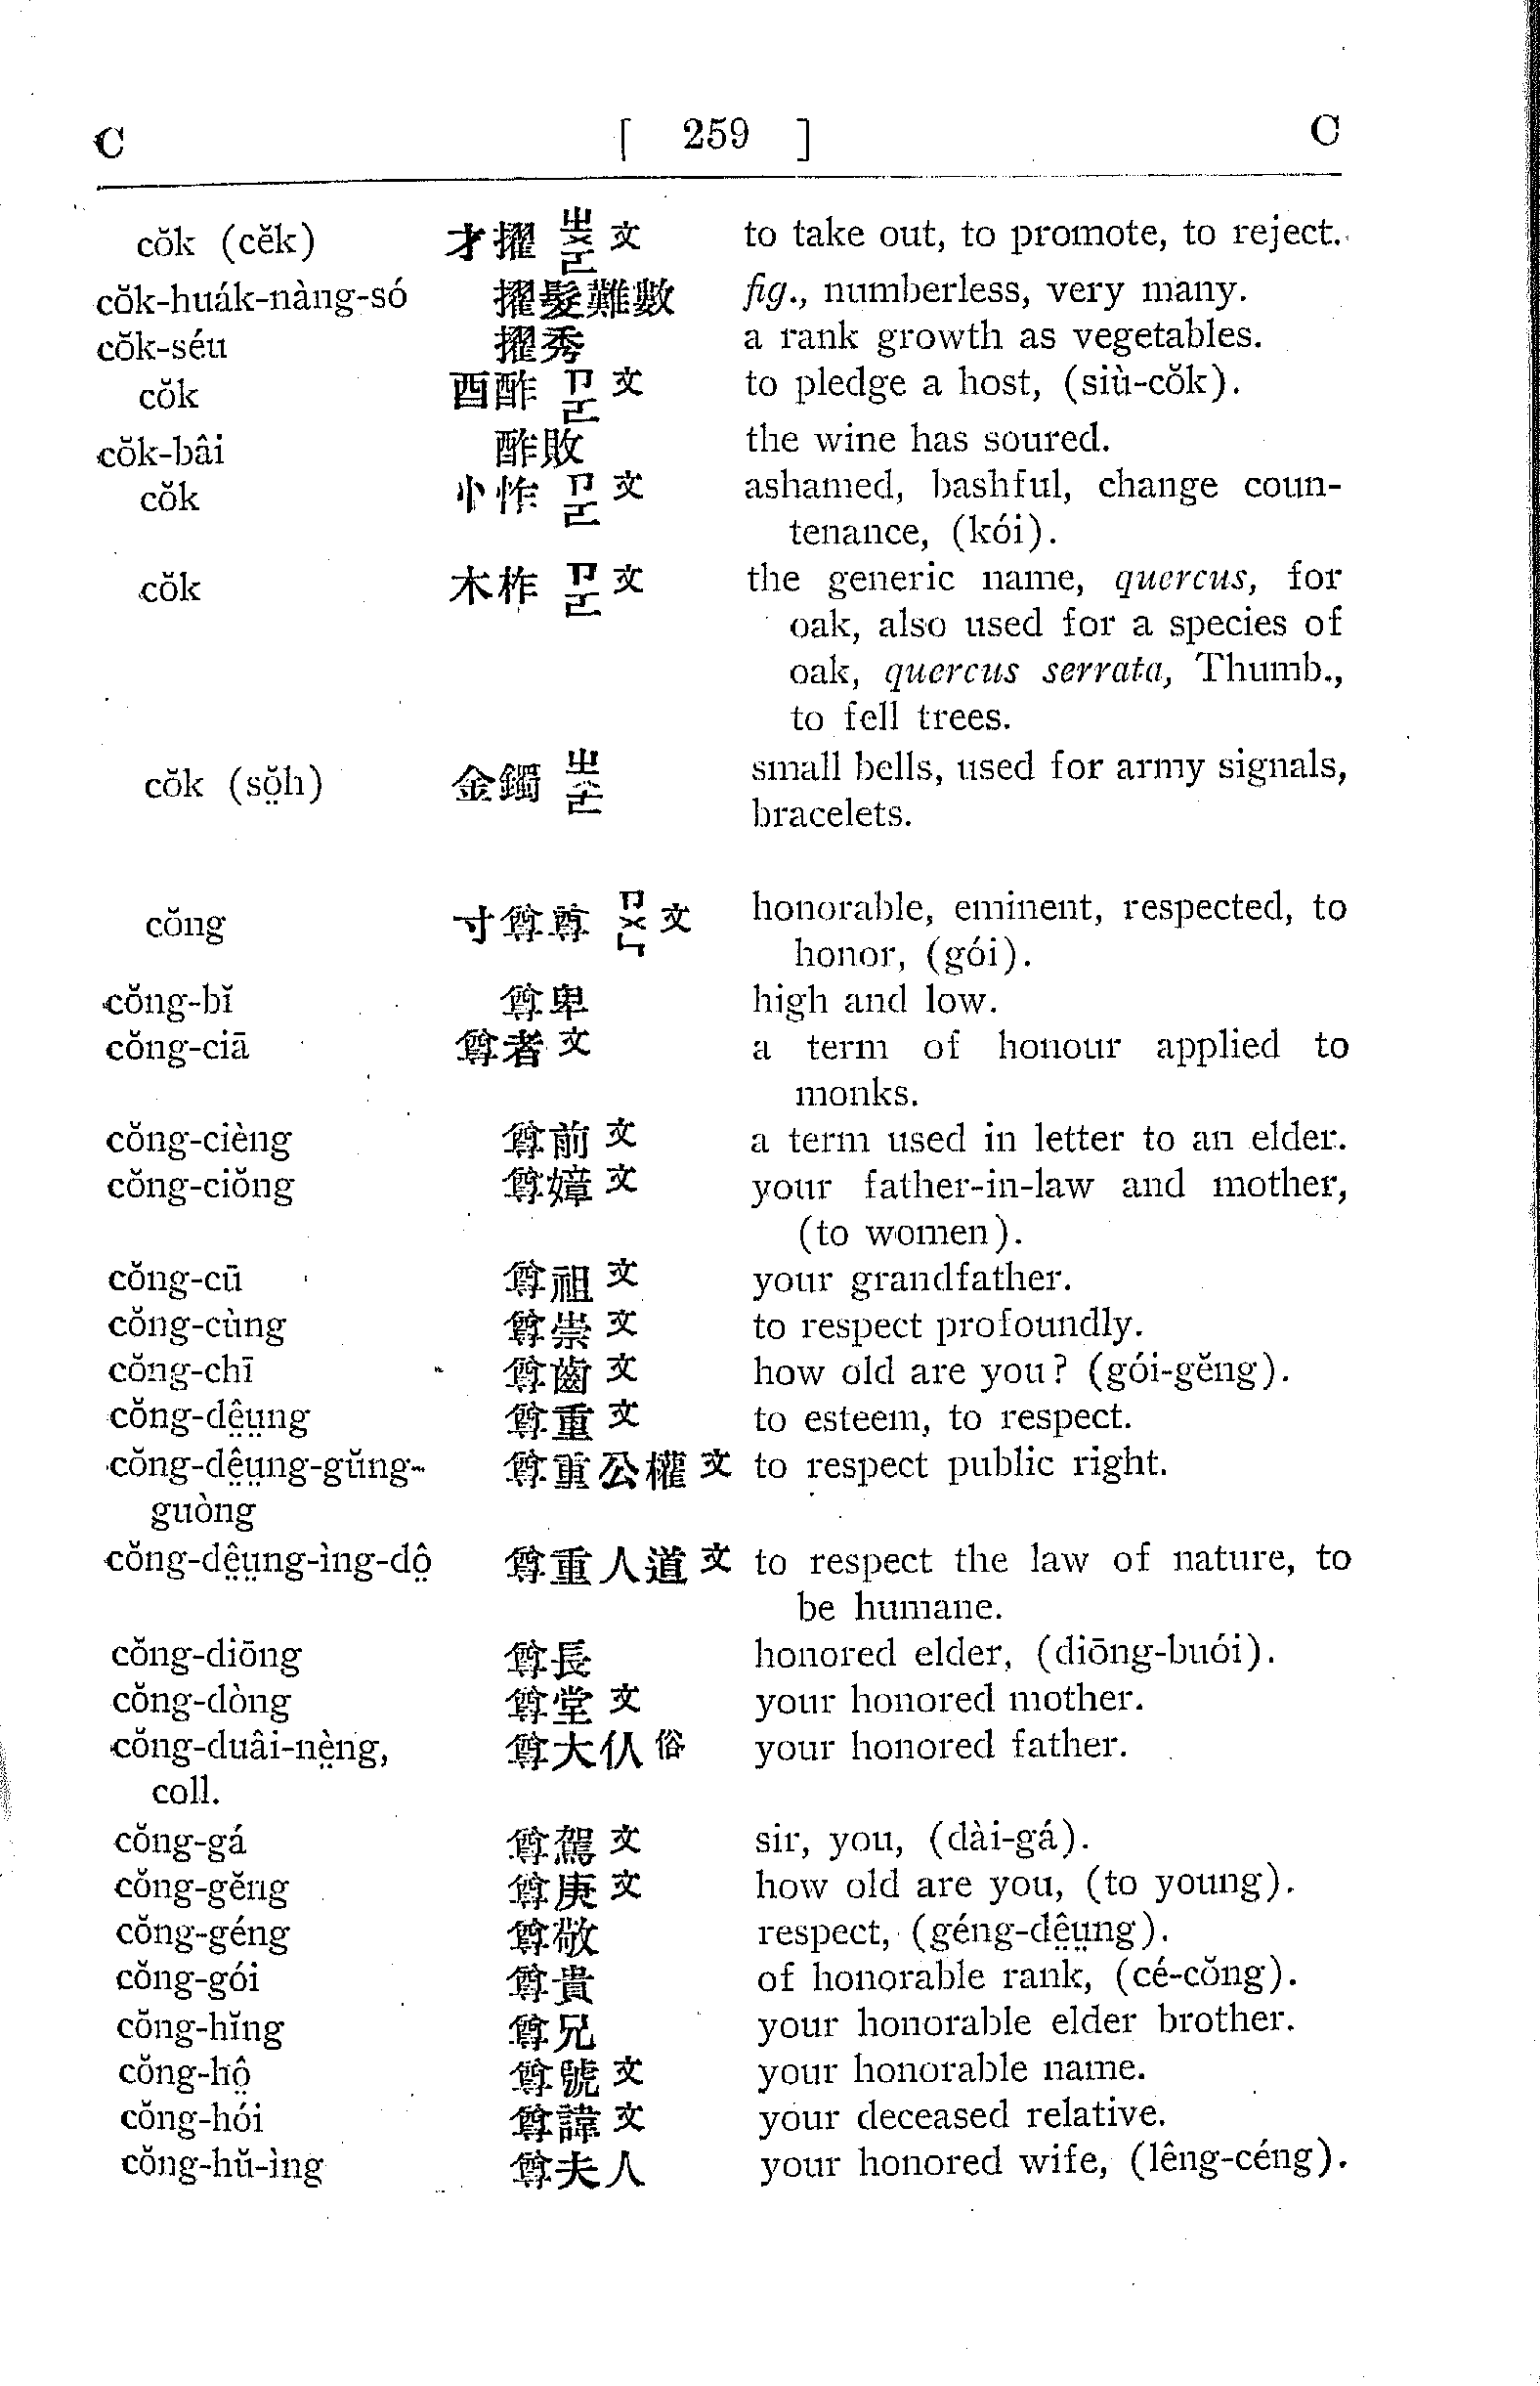 C [ 259 ] C
cŏk (cĕk) 才擢 ㄓㄨㄛ 文 to take out, to promote, to reject.
cŏk-huák-nàng-só 擢髮難數 fig., numberless, very many.
cŏk-séu 擢秀 a rank growth as vegetables.
cŏk 酉酢 ㄗㄛ 文 to pledge a host, (siù-cŏk).
cŏk-bâi 酢敗 the wine has soured.
cŏk 忄怍 ㄗㄛ 文 ashamed, bashful, change coun-
tenance, (kói).
cŏk 木柞 ㄗㄛ 文 the generic name, quercus, for
oak, also used for a species of
oak, quercus serrata, Thumb.,
to fell trees.
cŏk (sŏ̤h) 金鐲 ㄓ ㄛ small bells, used for army signals,
bracelets.
cŏng 寸尊尊 ㄗㄨㄣ 文 honorable, eminent, respected, to
honor, (gói).
cŏng-bĭ 尊卑 high and low.
cŏng-ciā 尊者 文 a term of honour applied to
monks.
cŏng-cièng 尊前 文 a term used in letter to an elder.
cŏng-ciŏng 尊嫜 文 your father-in-law and mother,
(to women).
cŏng-cū 尊祖 文 your grandfather.
cŏng-cùng 尊崇 文 to respect profoundly.
cŏng-chī 尊齒 文 how old are you? (gói-gĕng).
cŏng-dê̤ṳng 尊重 文 to esteem, to respect.
cŏng-dê̤ṳng-gŭng- 尊重公權 文 to respect public right.
guòng
cŏng-dê̤ṳng-ìng-dô̤ 尊重人道 文 to respect the law of nature, to
be humane.
cŏng-diōng 尊長 honored elder, (diōng-buói).
cŏng-dòng 尊堂 文 your honored mother.
cŏng-duâi-nè̤ng, 尊大仈 俗 your honored father.
coll.
cŏng-gá 尊駕 文 sir, you, (dài-gá).
cŏng-gĕng 尊庚 文 how old are you, (to young).
cŏng-géng 尊敬 respect, (géng-dê̤ṳng).
cŏng-gói 尊貴 of honorable rank, (cé-cŏng).
cŏng-hĭng 尊兄 your honorable elder brother.
cŏng-hô̤ 尊號 文 your honorable name.
cŏng-hói 尊諱 文 your deceased relative.
cŏng-hŭ-ìng 尊夫人 your honored wife, (lêng-céng).